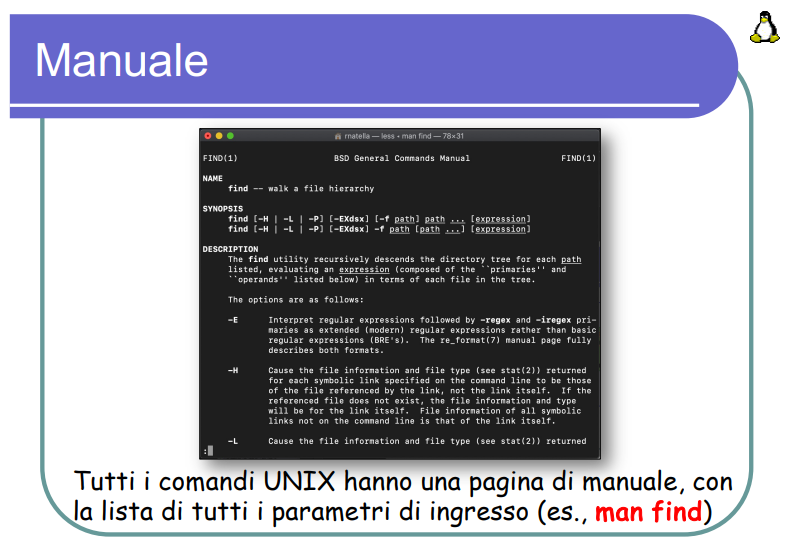 Manuale
rnatella — less • man find — 78×31
FIND(1) BSD General Commands Manual FIND(1)
NAME
find -- walk a file hierarchy
SYNOPSIS
find [-H | -L | -P] [-EXdsx] [-f path] path ... [expression]
find [-H | -L | -P] [-EXdsx] -f path [path ...] [expression]
DESCRIPTION
The find utility recursively descends the directory tree for each path
listed, evaluating an expression (composed of the ``primaries'' and
``operands'' listed below) in terms of each file in the tree.
The options are as follows:
-E Interpret regular expressions followed by -regex and -iregex pri-
maries as extended (modern) regular expressions rather than basic
regular expressions (BRE's). The re_format(7) manual page fully
describes both formats.
-H Cause the file information and file type (see stat(2)) returned
for each symbolic link specified on the command line to be those
of the file referenced by the link, not the link itself. If the
referenced file does not exist, the file information and type
will be for the link itself. File information of all symbolic
links not on the command line is that of the link itself.
-L Cause the file information and file type (see stat(2)) returned
:
Tutti i comandi UNIX hanno una pagina di manuale, con
la lista di tutti i parametri di ingresso (es., man find)